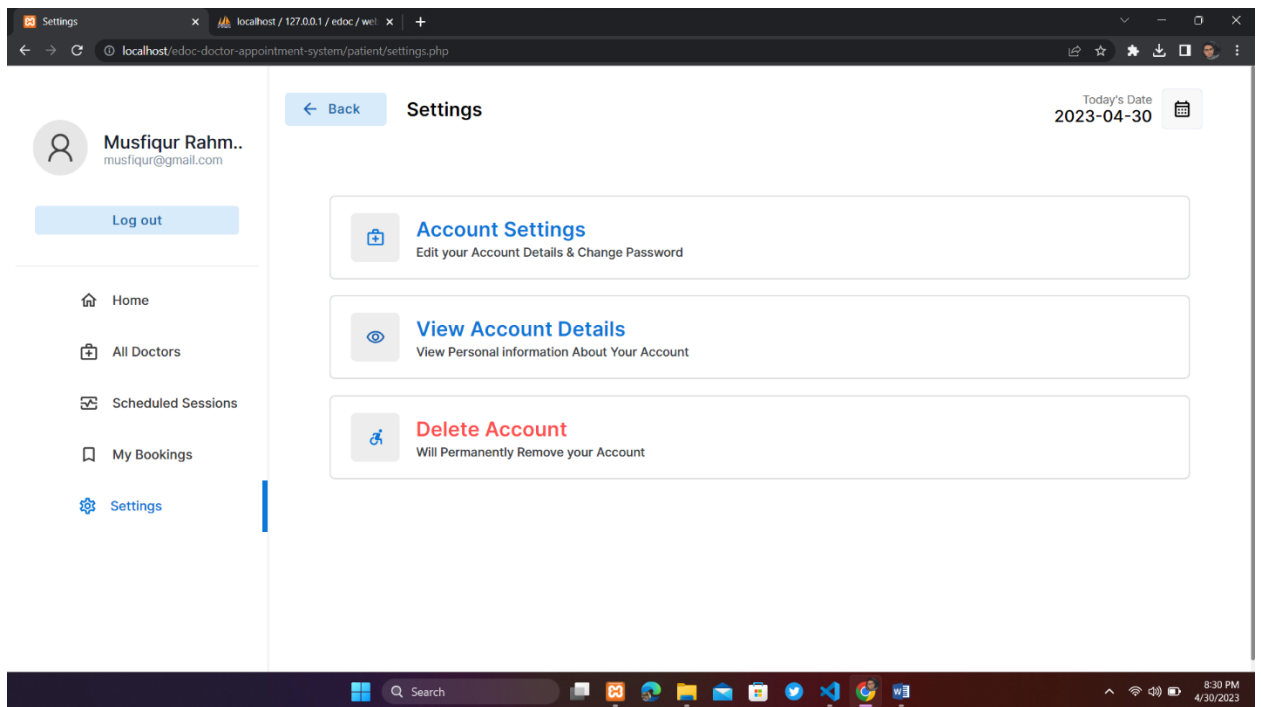 Settings
localhost / 127.0.0.1 / edoc / web
localhost/edoc-doctor-appointment-system/patient/settings.php
Musfiqur Rahm..
musfiqur@gmail.com
Log out
Home
All Doctors
Scheduled Sessions
My Bookings
Settings
Back
Settings
Today's Date
2023-04-30
Account Settings
Edit your Account Details & Change Password
View Account Details
View Personal information About Your Account
Delete Account
Will Permanently Remove your Account
Search
8:30 PM
4/30/2023